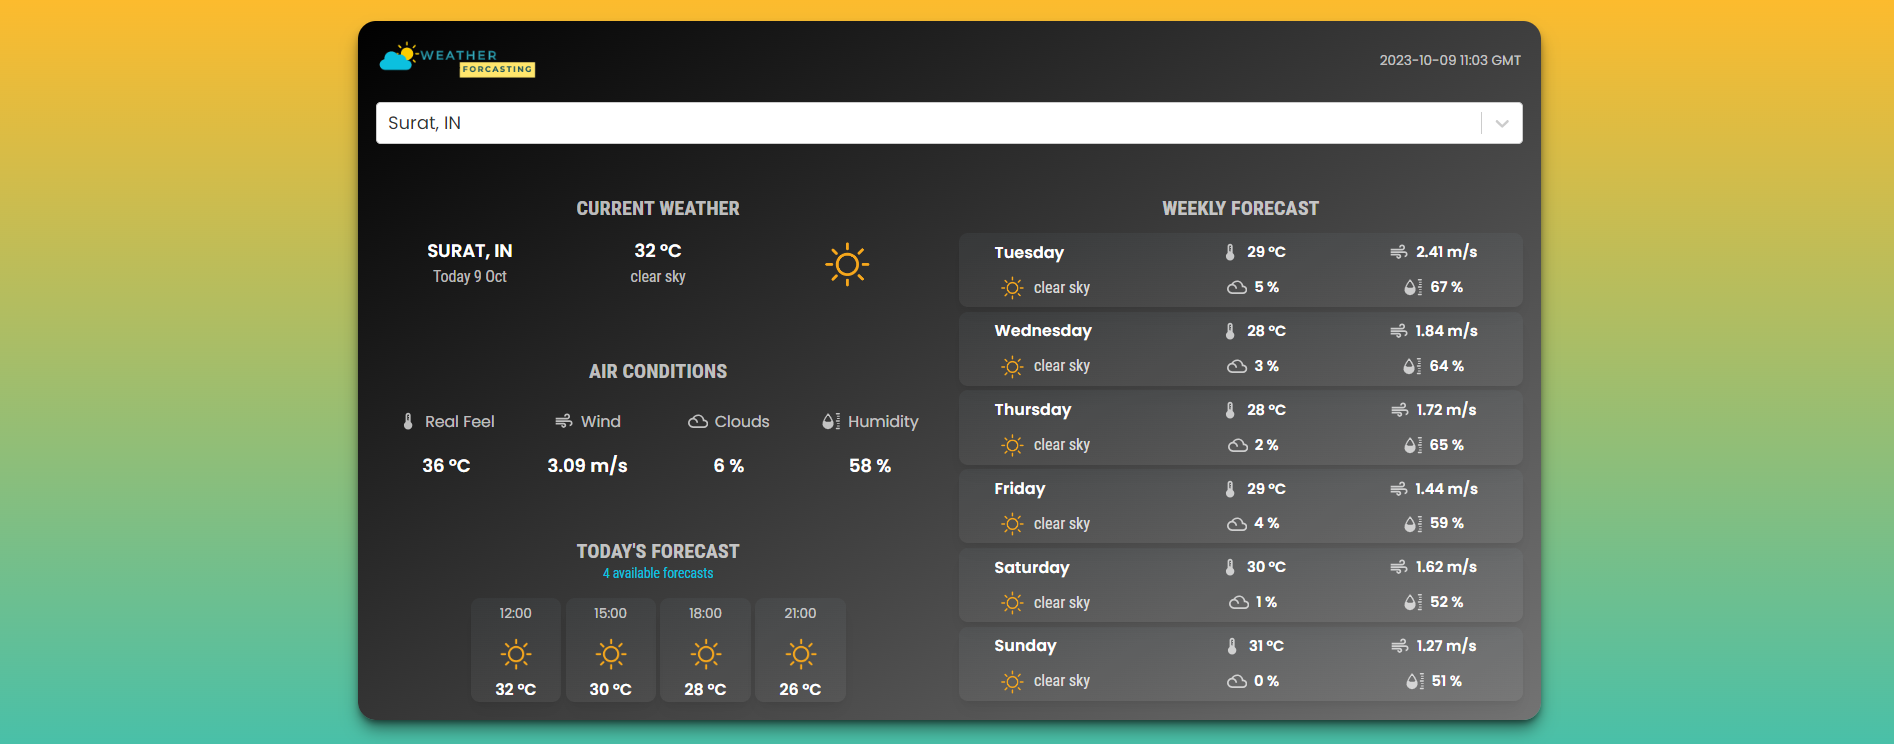 WEATHER
FORCASTING
2023-10-09 11:03 GMT
Surat, IN
CURRENT WEATHER
SURAT, IN
Today 9 Oct
32 °C
clear sky
AIR CONDITIONS
Real Feel
36 °C
Wind
3.09 m/s
Clouds
6 %
Humidity
58 %
TODAY'S FORECAST
4 available forecasts
12:00
32 °C
15:00
30 °C
18:00
28 °C
21:00
26 °C
WEEKLY FORECAST
Tuesday 29 °C 2.41 m/s
clear sky 5 % 67 %
Wednesday 28 °C 1.84 m/s
clear sky 3 % 64 %
Thursday 28 °C 1.72 m/s
clear sky 2 % 65 %
Friday 29 °C 1.44 m/s
clear sky 4 % 59 %
Saturday 30 °C 1.62 m/s
clear sky 1 % 52 %
Sunday 31 °C 1.27 m/s
clear sky 0 % 51 %